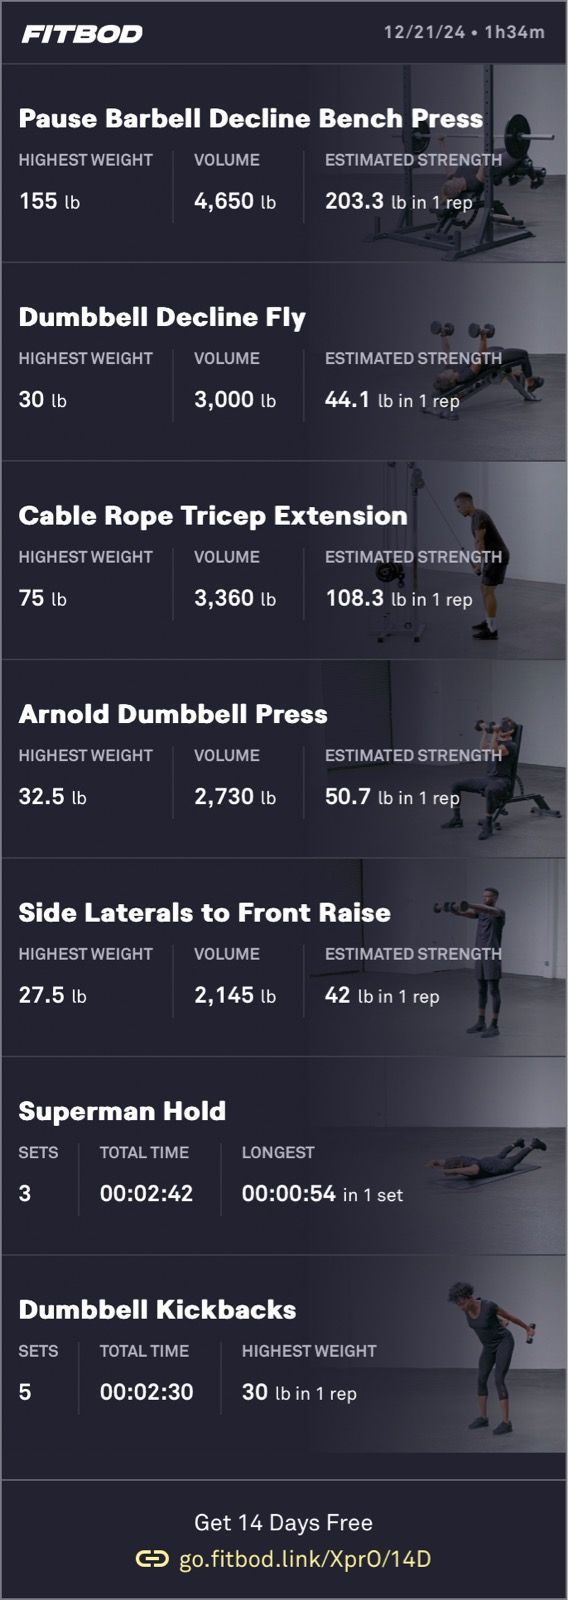 FITBOD 12/21/24 • 1h34m
Pause Barbell Decline Bench Press
HIGHEST WEIGHT VOLUME ESTIMATED STRENGTH
155 lb 4,650 lb 203.3 lb in 1 rep
Dumbbell Decline Fly
HIGHEST WEIGHT VOLUME ESTIMATED STRENGTH
30 lb 3,000 lb 44.1 lb in 1 rep
Cable Rope Tricep Extension
HIGHEST WEIGHT VOLUME ESTIMATED STRENGTH
75 lb 3,360 lb 108.3 lb in 1 rep
Arnold Dumbbell Press
HIGHEST WEIGHT VOLUME ESTIMATED STRENGTH
32.5 lb 2,730 lb 50.7 lb in 1 rep
Side Laterals to Front Raise
HIGHEST WEIGHT VOLUME ESTIMATED STRENGTH
27.5 lb 2,145 lb 42 lb in 1 rep
Superman Hold
SETS TOTAL TIME LONGEST
3 00:02:42 00:00:54 in 1 set
Dumbbell Kickbacks
SETS TOTAL TIME HIGHEST WEIGHT
5 00:02:30 30 lb in 1 rep
Get 14 Days Free
go.fitbod.link/XprO/14D